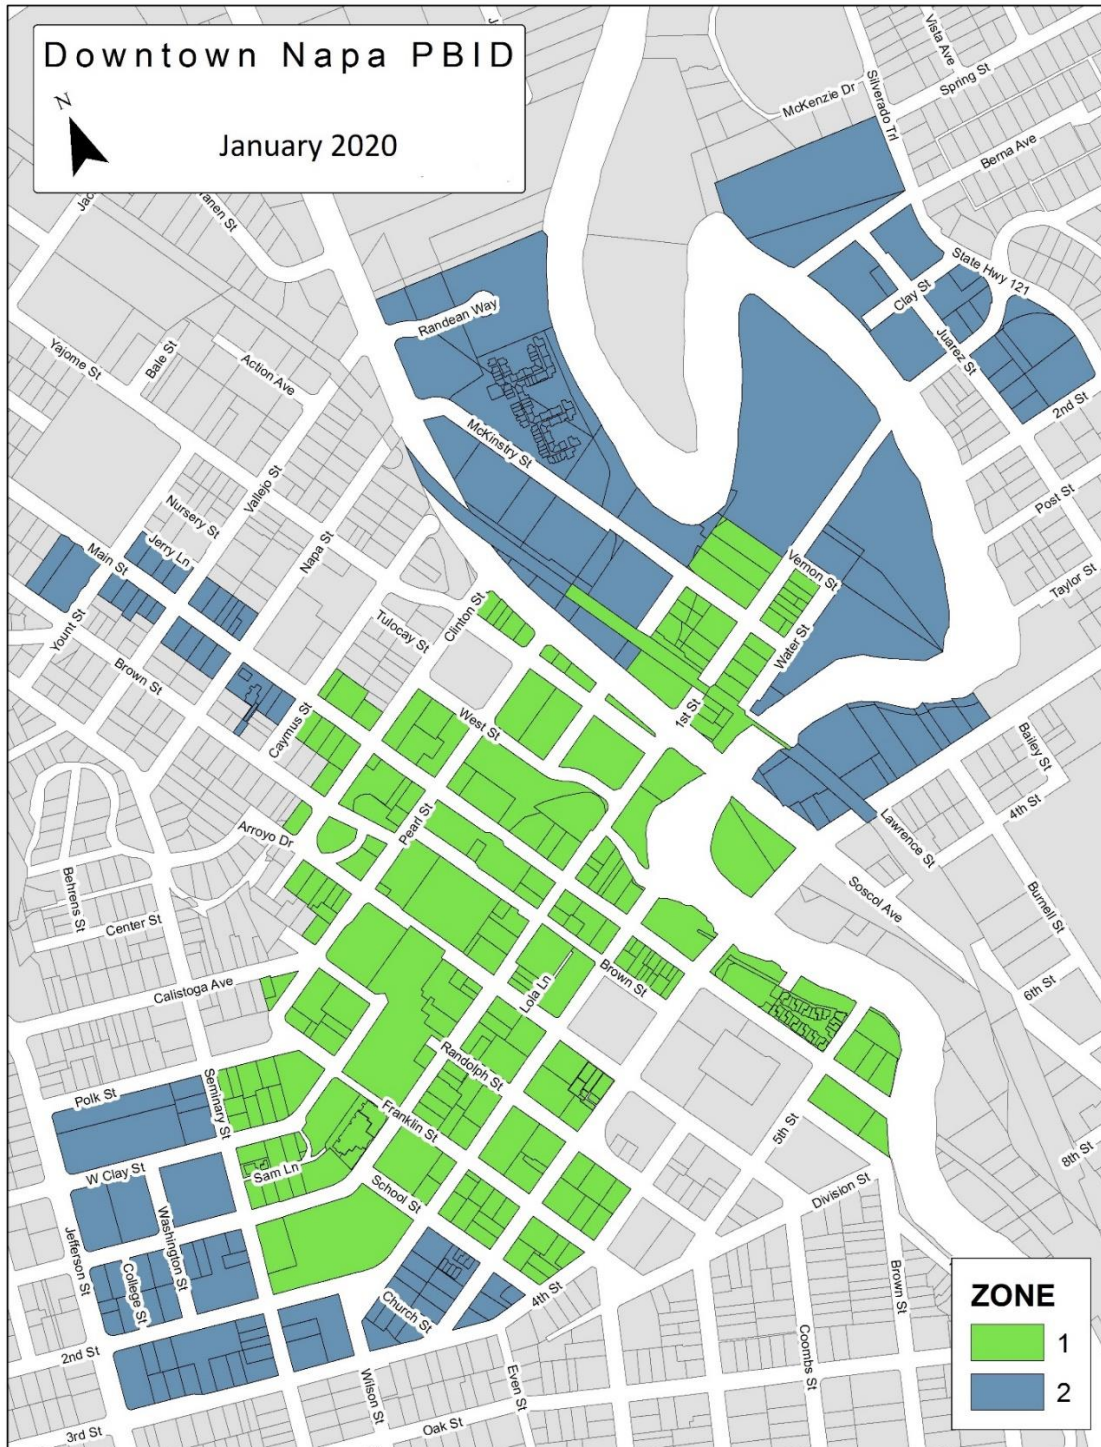 Downtown Napa PBID
N
January 2020
Vista Ave
Spring St
Silverado Trl
McKenzie Dr
Berna Ave
State Hwy 121
Clay St
Juarez St
2nd St
Randean Way
Yajome St
Bale St
Action Ave
McKinstry St
Post St
Vallejo St
Nursery St
Napa St
Main St
Jerry Ln
Vernon St
Taylor St
Clinton St
Tulocay St
Water St
Yount St
Brown St
West St
1st St
Caymus St
Bailey St
4th St
Pearl St
Arroyo Dr
Lawrence St
Behrens St
Soscol Ave
Burnell St
Center St
Brown St
6th St
Lola Ln
Calistoga Ave
Randolph St
Polk St
Seminary St
Franklin St
5th St
8th St
W Clay St
Sam Ln
School St
Division St
Washington St
Jefferson St
College St
Brown St
4th St
Church St
2nd St
Wilson St
Even St
Coombs St
Oak St
3rd St
ZONE
1
2